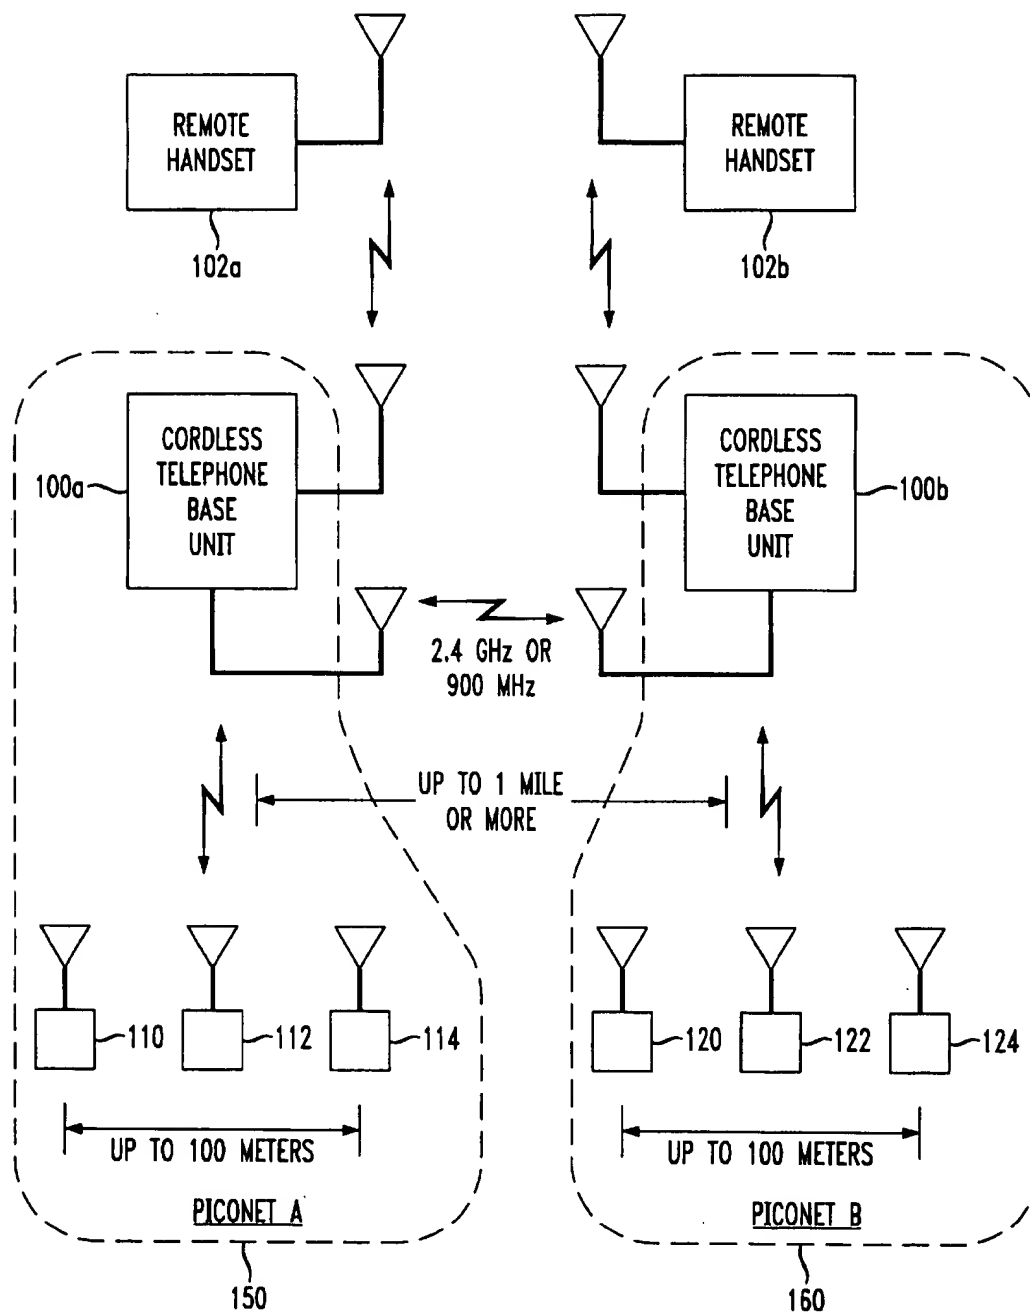 REMOTE
HANDSET
102a
REMOTE
HANDSET
102b
CORDLESS
TELEPHONE
BASE
UNIT
100a
CORDLESS
TELEPHONE
BASE
UNIT
100b
2.4 GHz OR
900 MHz
UP TO 1 MILE
OR MORE
110
112
114
120
122
124
UP TO 100 METERS
UP TO 100 METERS
PICONET A
PICONET B
150
160